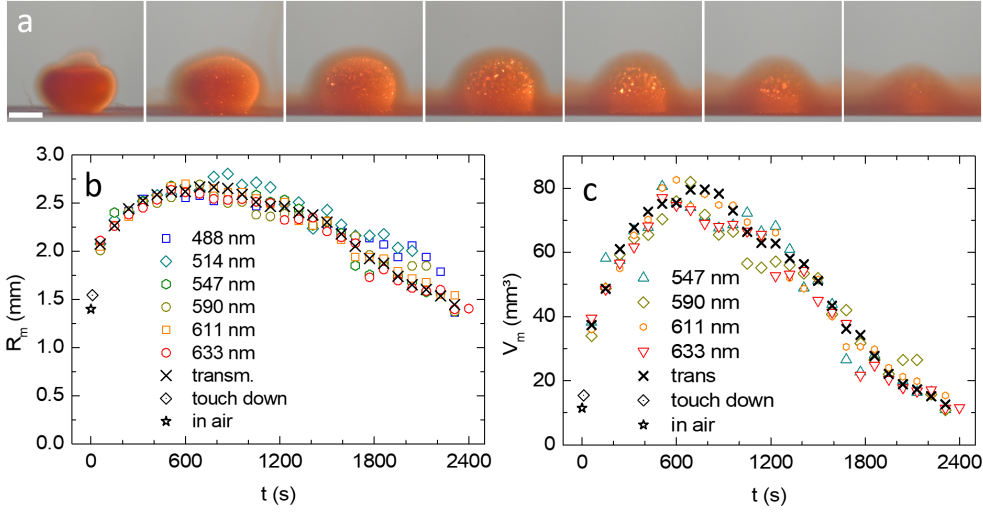 a
b
3.0
2.5
2.0
1.5
1.0
0.5
0.0
R_m (mm)
488 nm
514 nm
547 nm
590 nm
611 nm
633 nm
transm.
touch down
in air
0 600 1200 1800 2400
t (s)
c
80
60
40
20
0
V_m (mm³)
547 nm
590 nm
611 nm
633 nm
trans
touch down
in air
0 600 1200 1800 2400
t (s)